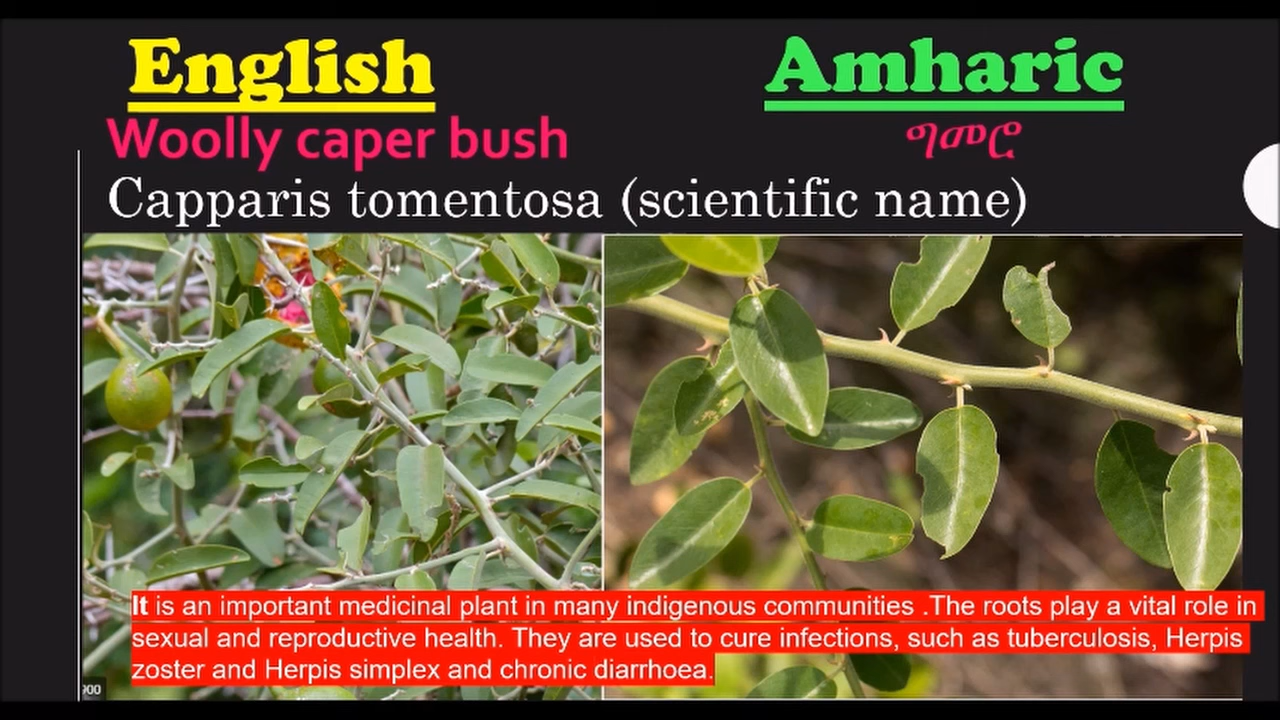 English
Amharic
Woolly caper bush
ግመሮ
Capparis tomentosa (scientific name)
It is an important medicinal plant in many indigenous communities .The roots play a vital role in
sexual and reproductive health. They are used to cure infections, such as tuberculosis, Herpis
zoster and Herpis simplex and chronic diarrhoea.
900